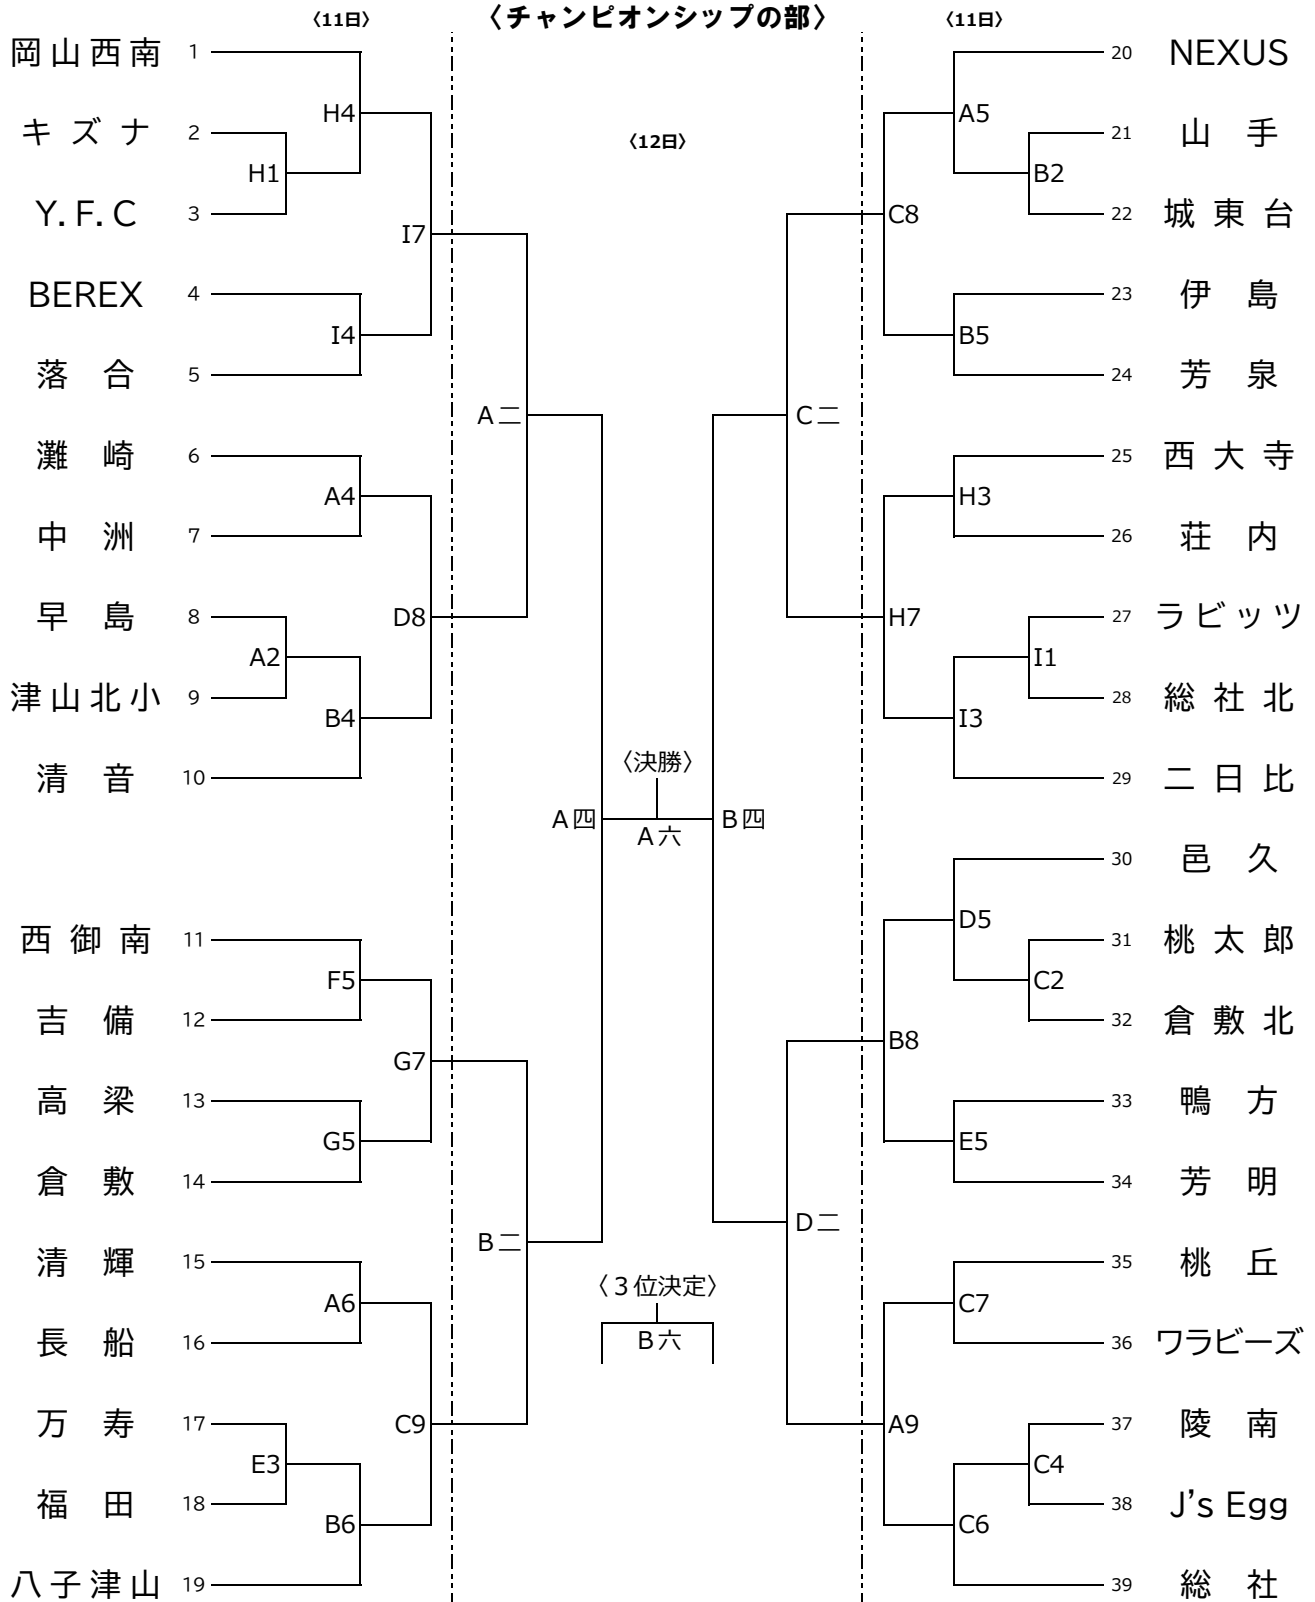 〈チャンピオンシップの部〉
〈11日〉
〈11日〉
〈12日〉
岡山西南 1
キズナ 2
Y.F.C 3
BEREX 4
落合 5
灘崎 6
中洲 7
早島 8
津山北小 9
清音 10
西御南 11
吉備 12
高梁 13
倉敷 14
清輝 15
長船 16
万寿 17
福田 18
八子津山 19
H4
H1
I7
I4
A二
A4
D8
A2
B4
F5
G7
G5
B二
A6
C9
E3
B6
A四
〈決勝〉
A六
B四
〈３位決定〉
B六
A5
B2
C8
B5
C二
H3
H7
I1
I3
D5
C2
B8
E5
D二
C7
A9
C4
C6
20 NEXUS
21 山手
22 城東台
23 伊島
24 芳泉
25 西大寺
26 荘内
27 ラビッツ
28 総社北
29 二日比
30 邑久
31 桃太郎
32 倉敷北
33 鴨方
34 芳明
35 桃丘
36 ワラビーズ
37 陵南
38 J’s Egg
39 総社